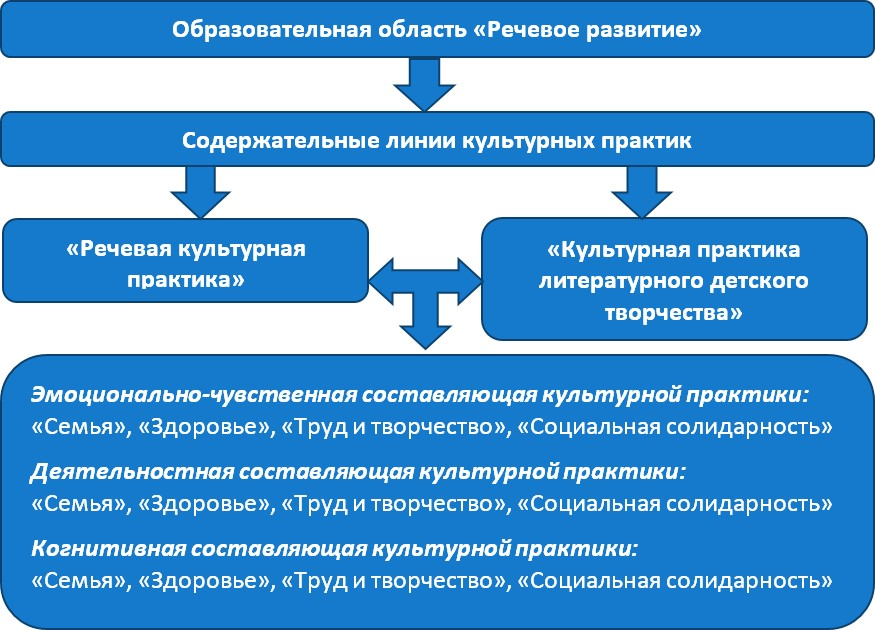 Образовательная область «Речевое развитие»
Содержательные линии культурных практик
«Речевая культурная
практика»
«Культурная практика
литературного детского
творчества»
Эмоционально-чувственная составляющая культурной практики:
«Семья», «Здоровье», «Труд и творчество», «Социальная солидарность»
Деятельностная составляющая культурной практики:
«Семья», «Здоровье», «Труд и творчество», «Социальная солидарность»
Когнитивная составляющая культурной практики:
«Семья», «Здоровье», «Труд и творчество», «Социальная солидарность»